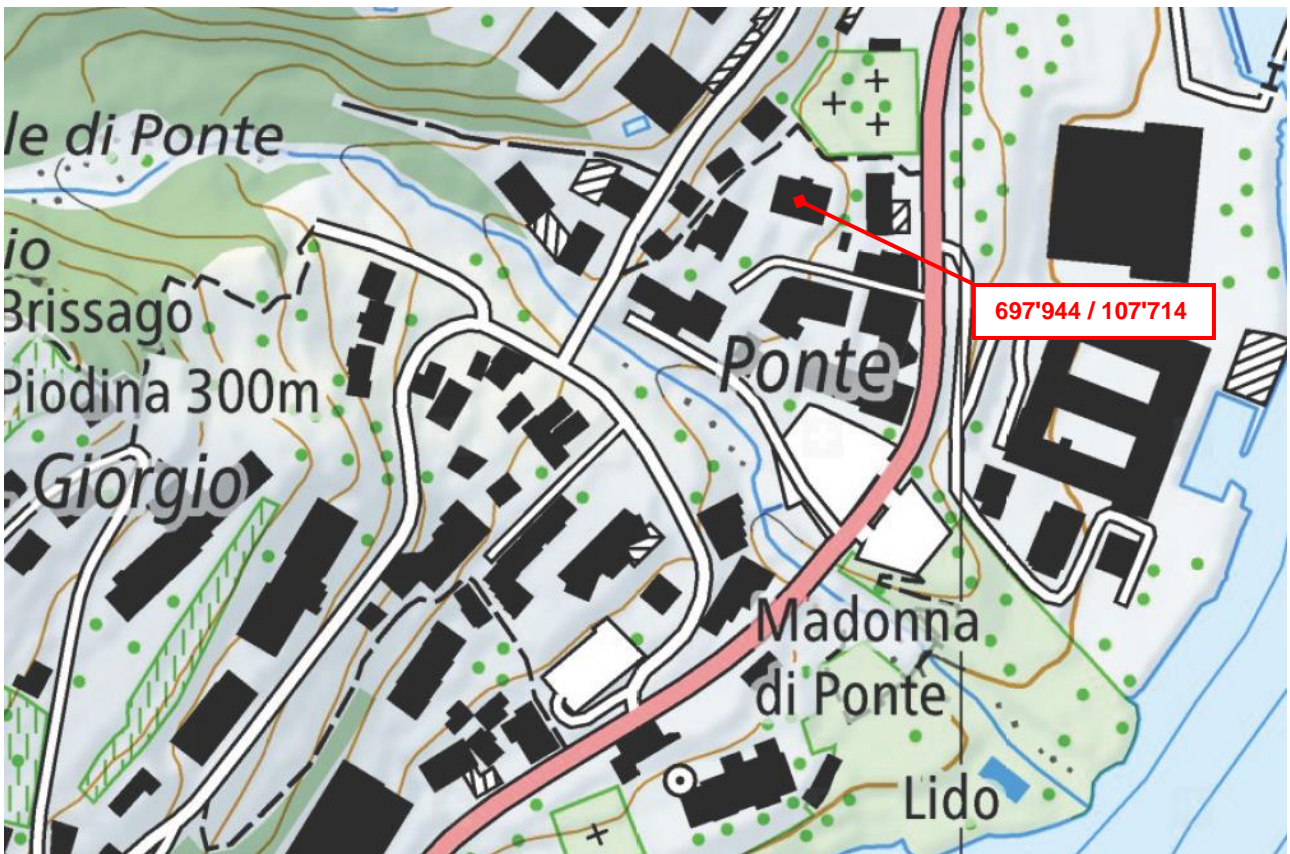 le di Ponte
io
Brissago
Piodina 300m
. Giorgio
697'944 / 107'714
Ponte
Madonna
di Ponte
Lido